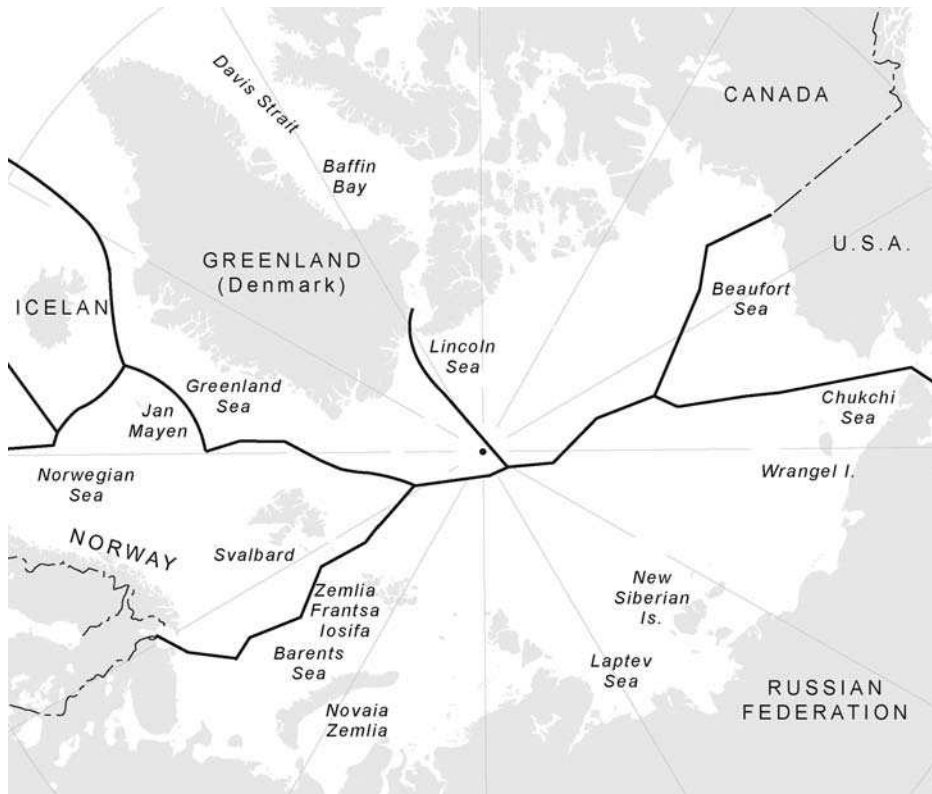 Davis Strait
CANADA
Baffin
Bay
GREENLAND
(Denmark)
U.S.A.
ICELAN
Beaufort
Sea
Lincoln
Sea
Greenland
Sea
Jan
Mayen
Chukchi
Sea
Norwegian
Sea
Wrangel I.
NORWAY
Svalbard
Zemlia
Frantsa
Iosifa
New
Siberian
Is.
Barents
Sea
Laptev
Sea
Novaia
Zemlia
RUSSIAN
FEDERATION